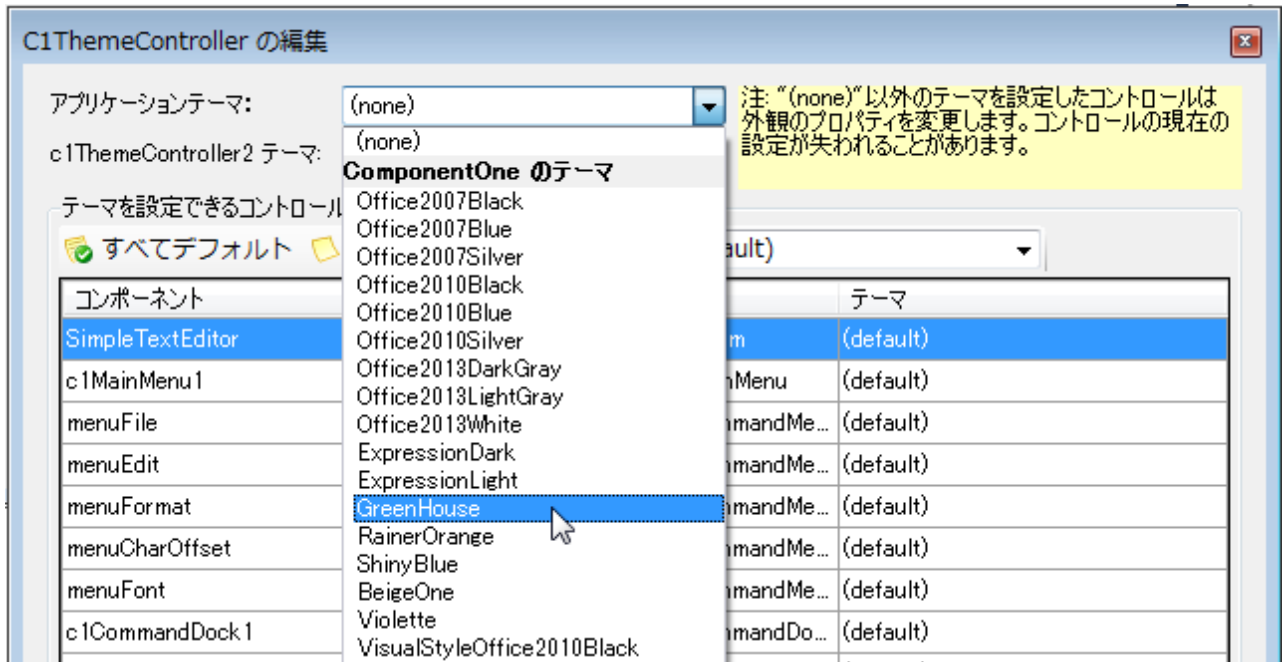 C1ThemeController の編集
アプリケーションテーマ:
(none)
注: "(none)"以外のテーマを設定したコントロールは
外観のプロパティを変更します。コントロールの現在の
設定が失われることがあります。
c1ThemeController2 テーマ:
(none)
ComponentOne のテーマ
Office2007Black
Office2007Blue
Office2007Silver
Office2010Black
Office2010Blue
Office2010Silver
Office2013DarkGray
Office2013LightGray
Office2013White
ExpressionDark
ExpressionLight
GreenHouse
RainerOrange
ShinyBlue
BeigeOne
Violette
VisualStyleOffice2010Black
テーマを設定できるコントロール
すべてデフォルト
ault)
コンポーネント
テーマ
SimpleTextEditor
m
(default)
c1MainMenu1
nMenu
(default)
menuFile
mmandMe...
(default)
menuEdit
mmandMe...
(default)
menuFormat
mmandMe...
(default)
menuCharOffset
mmandMe...
(default)
menuFont
mmandMe...
(default)
c1CommandDock1
mmandDo...
(default)